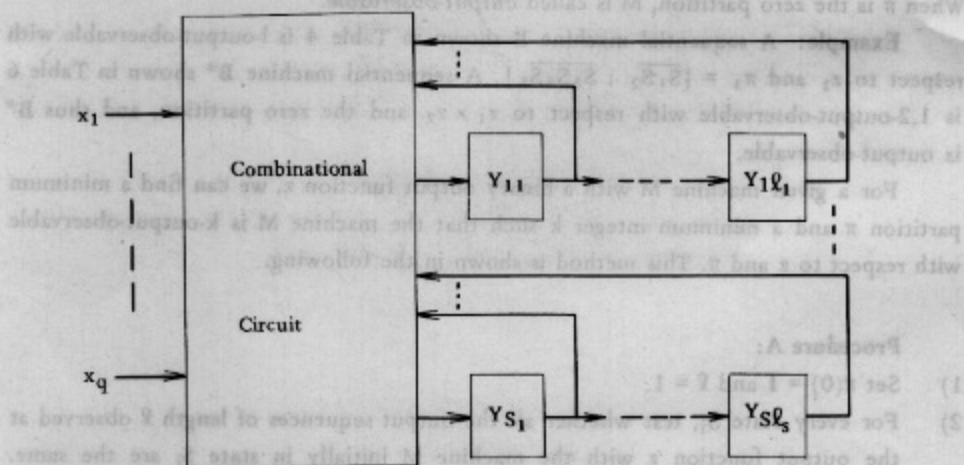 When π is the zero partition, M is called output-observable.
Example: A sequential machine B shown in Table 4 is 1-output-observable with
respect to z₁ and π₁ = A sequential machine B* shown in Table 6
is 1,2-output-observable with respect to z₁ × z₂ and the zero partition, and thus B*
is output-observable.
For a given machine M with a binary output function z, we can find a minimum
partition π and a minimum integer k such that the machine M is k-output-observable
with respect to z and π. This method is shown in the following.
Procedure A:
1) Set π(0) = I and ℓ = 1.
2) For every state Sᵢ, test whether all the output sequences of length ℓ observed at
the output function z with the machine M initially in state Sᵢ are the same.
x₁
Combinational
Y₁₁
Y₁ℓ₁
Circuit
x_q
Y_S₁
Y_Sℓₛ